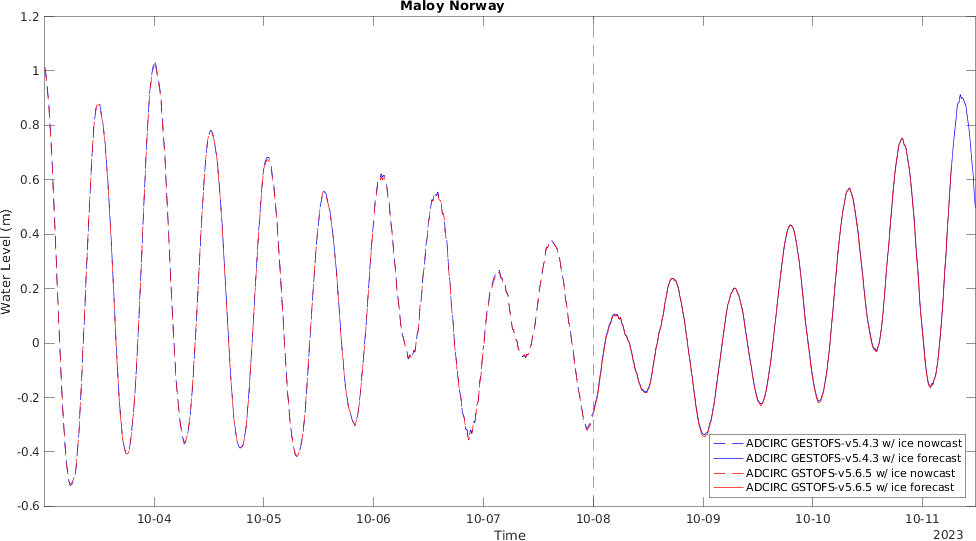 Maloy Norway
1.2
1
0.8
0.6
0.4
0.2
0
-0.2
-0.4
-0.6
Water Level (m)
ADCIRC GESTOFS-v5.4.3 w/ ice nowcast
ADCIRC GESTOFS-v5.4.3 w/ ice forecast
ADCIRC GSTOFS-v5.6.5 w/ ice nowcast
ADCIRC GSTOFS-v5.6.5 w/ ice forecast
10-04 10-05 10-06 10-07 10-08 10-09 10-10 10-11
Time
2023